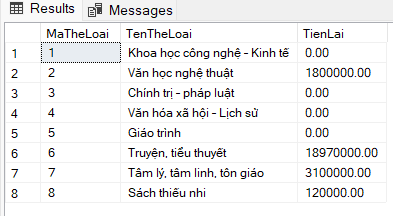 Results Messages
MaTheLoai TenTheLoai TienLai
1 1 Khoa học công nghệ – Kinh tế 0.00
2 2 Văn học nghệ thuật 1800000.00
3 3 Chính trị – pháp luật 0.00
4 4 Văn hóa xã hội – Lịch sử 0.00
5 5 Giáo trình 0.00
6 6 Truyện, tiểu thuyết 18970000.00
7 7 Tâm lý, tâm linh, tôn giáo 3100000.00
8 8 Sách thiếu nhi 120000.00